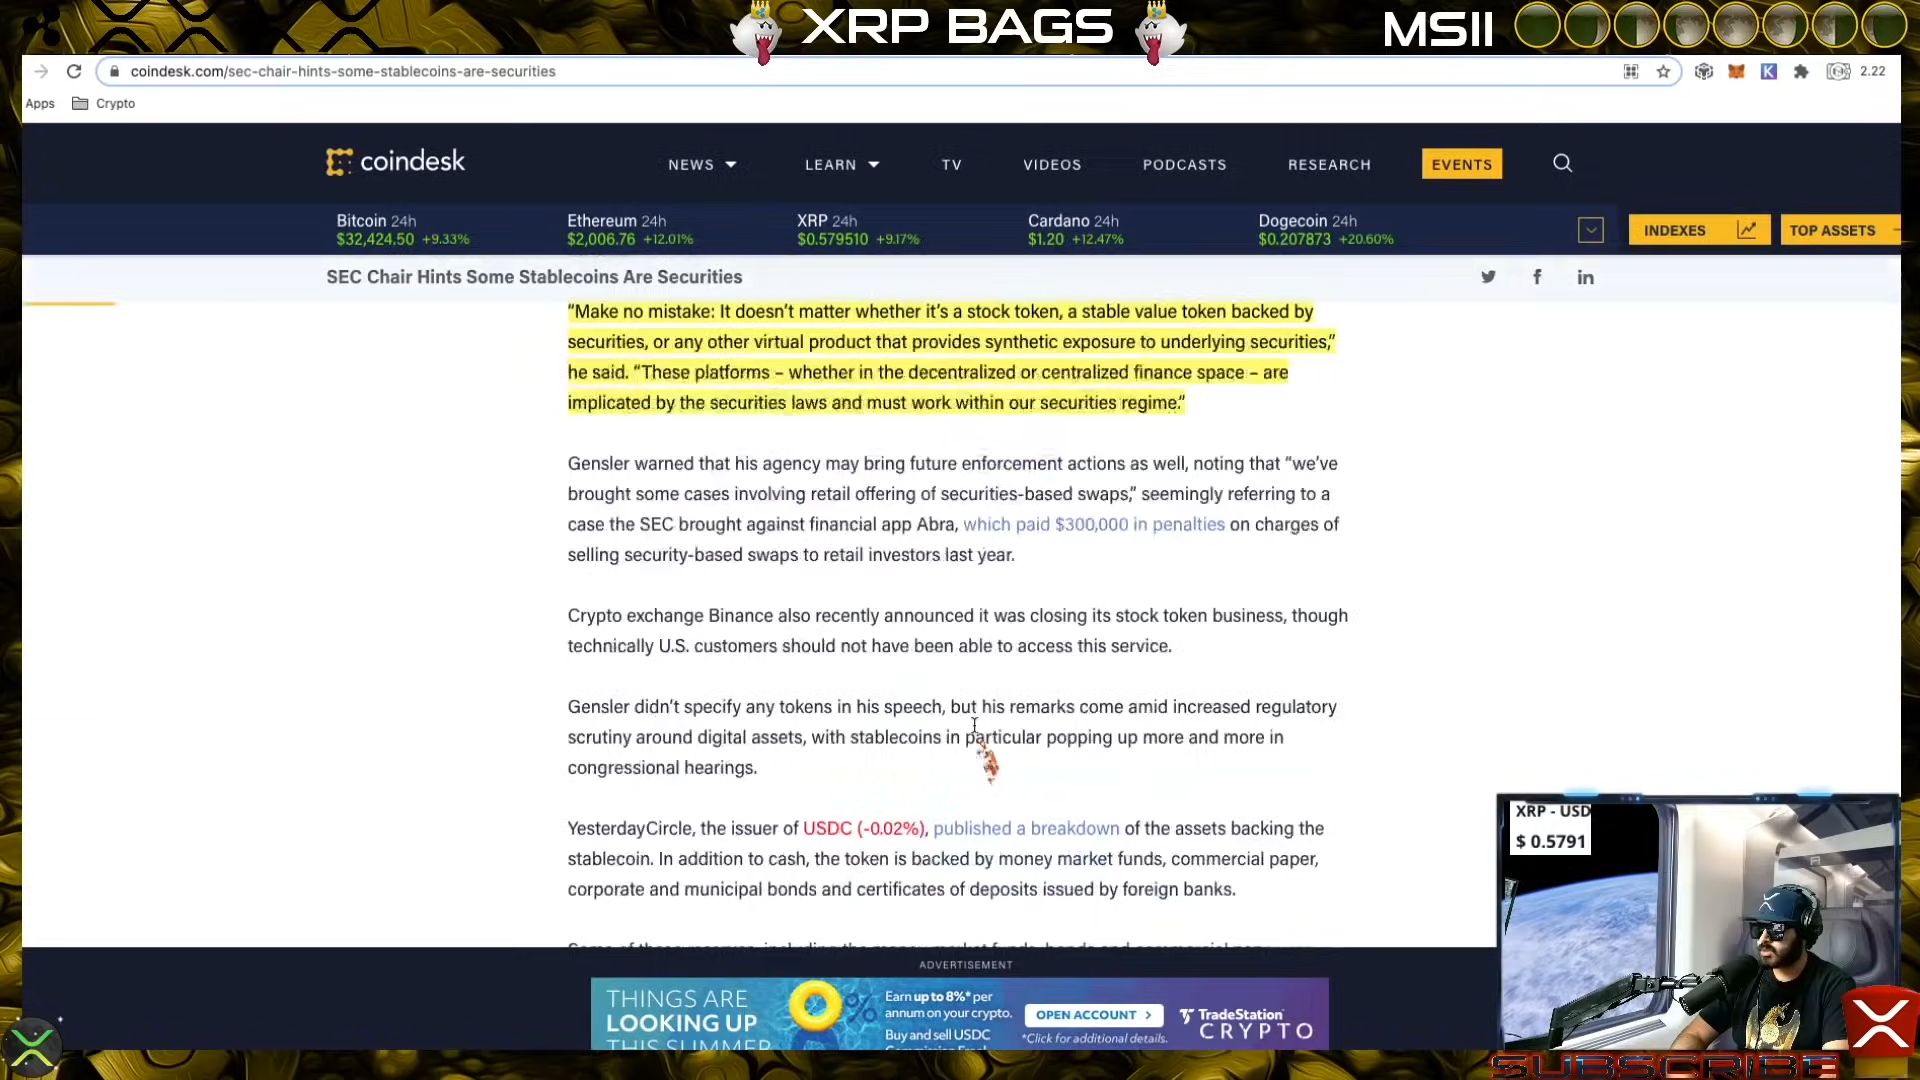 XRP BAGS
MSII
coindesk.com/sec-chair-hints-some-stablecoins-are-securities
2.22
Apps
Crypto
coindesk
NEWS
LEARN
TV
VIDEOS
PODCASTS
RESEARCH
EVENTS
Bitcoin 24h
$32,424.50 +9.33%
Ethereum 24h
$2,006.76 +12.01%
XRP 24h
$0.579510 +9.17%
Cardano 24h
$1.20 +12.47%
Dogecoin 24h
$0.207873 +20.60%
INDEXES
TOP ASSETS
SEC Chair Hints Some Stablecoins Are Securities
“Make no mistake: It doesn’t matter whether it’s a stock token, a stable value token backed by
securities, or any other virtual product that provides synthetic exposure to underlying securities,”
he said. “These platforms – whether in the decentralized or centralized finance space – are
implicated by the securities laws and must work within our securities regime.”
Gensler warned that his agency may bring future enforcement actions as well, noting that “we’ve
brought some cases involving retail offering of securities-based swaps,” seemingly referring to a
case the SEC brought against financial app Abra, which paid $300,000 in penalties on charges of
selling security-based swaps to retail investors last year.
Crypto exchange Binance also recently announced it was closing its stock token business, though
technically U.S. customers should not have been able to access this service.
Gensler didn’t specify any tokens in his speech, but his remarks come amid increased regulatory
scrutiny around digital assets, with stablecoins in particular popping up more and more in
congressional hearings.
YesterdayCircle, the issuer of USDC (-0.02%), published a breakdown of the assets backing the
stablecoin. In addition to cash, the token is backed by money market funds, commercial paper,
corporate and municipal bonds and certificates of deposits issued by foreign banks.
XRP - USD
$ 0.5791
ADVERTISEMENT
THINGS ARE
LOOKING UP
THIS SUMMER
%
Earn up to 8%* per
annum on your crypto.
Buy and sell USDC
OPEN ACCOUNT
*Click for additional details.
TradeStation
CRYPTO
SUBSCRIBE